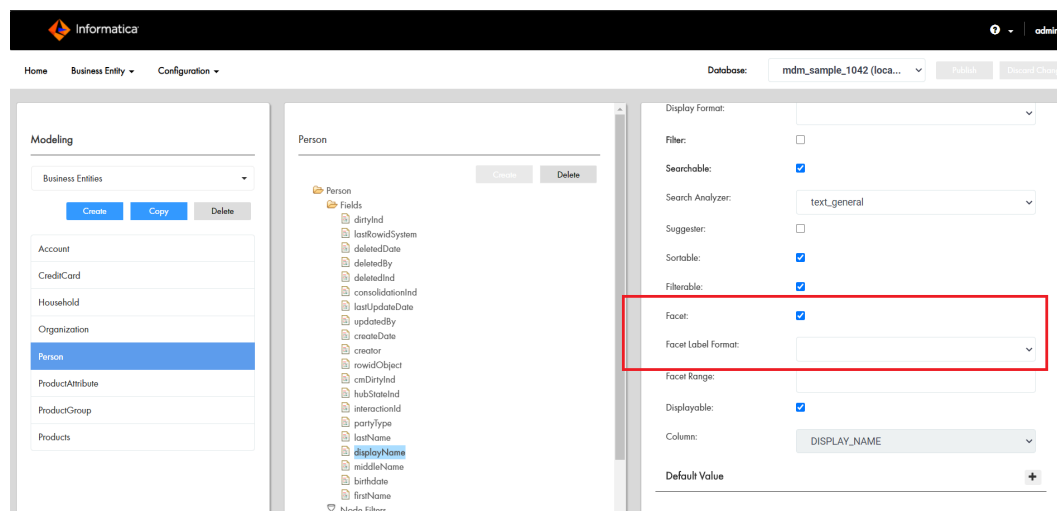 Informatica
admin
Home Business Entity Configuration Database: mdm_sample_1042 (loca... Publish Discard Chan
Modeling
Business Entities
Create Copy Delete
Account
CreditCard
Household
Organization
Person
ProductAttribute
ProductGroup
Products
Person
Create Delete
Person
Fields
dirtyInd
lastRowidSystem
deletedDate
deletedBy
deletedInd
consolidationInd
lastUpdateDate
updatedBy
createDate
creator
rowidObject
cmDirtyInd
hubStateInd
interactionId
partyType
lastName
displayName
middleName
birthdate
firstName
Node Filters
Display Format:
Filter:
Searchable:
Search Analyzer: text_general
Suggester:
Sortable:
Filterable:
Facet:
Facet Label Format:
Facet Range:
Displayable:
Column: DISPLAY_NAME
Default Value